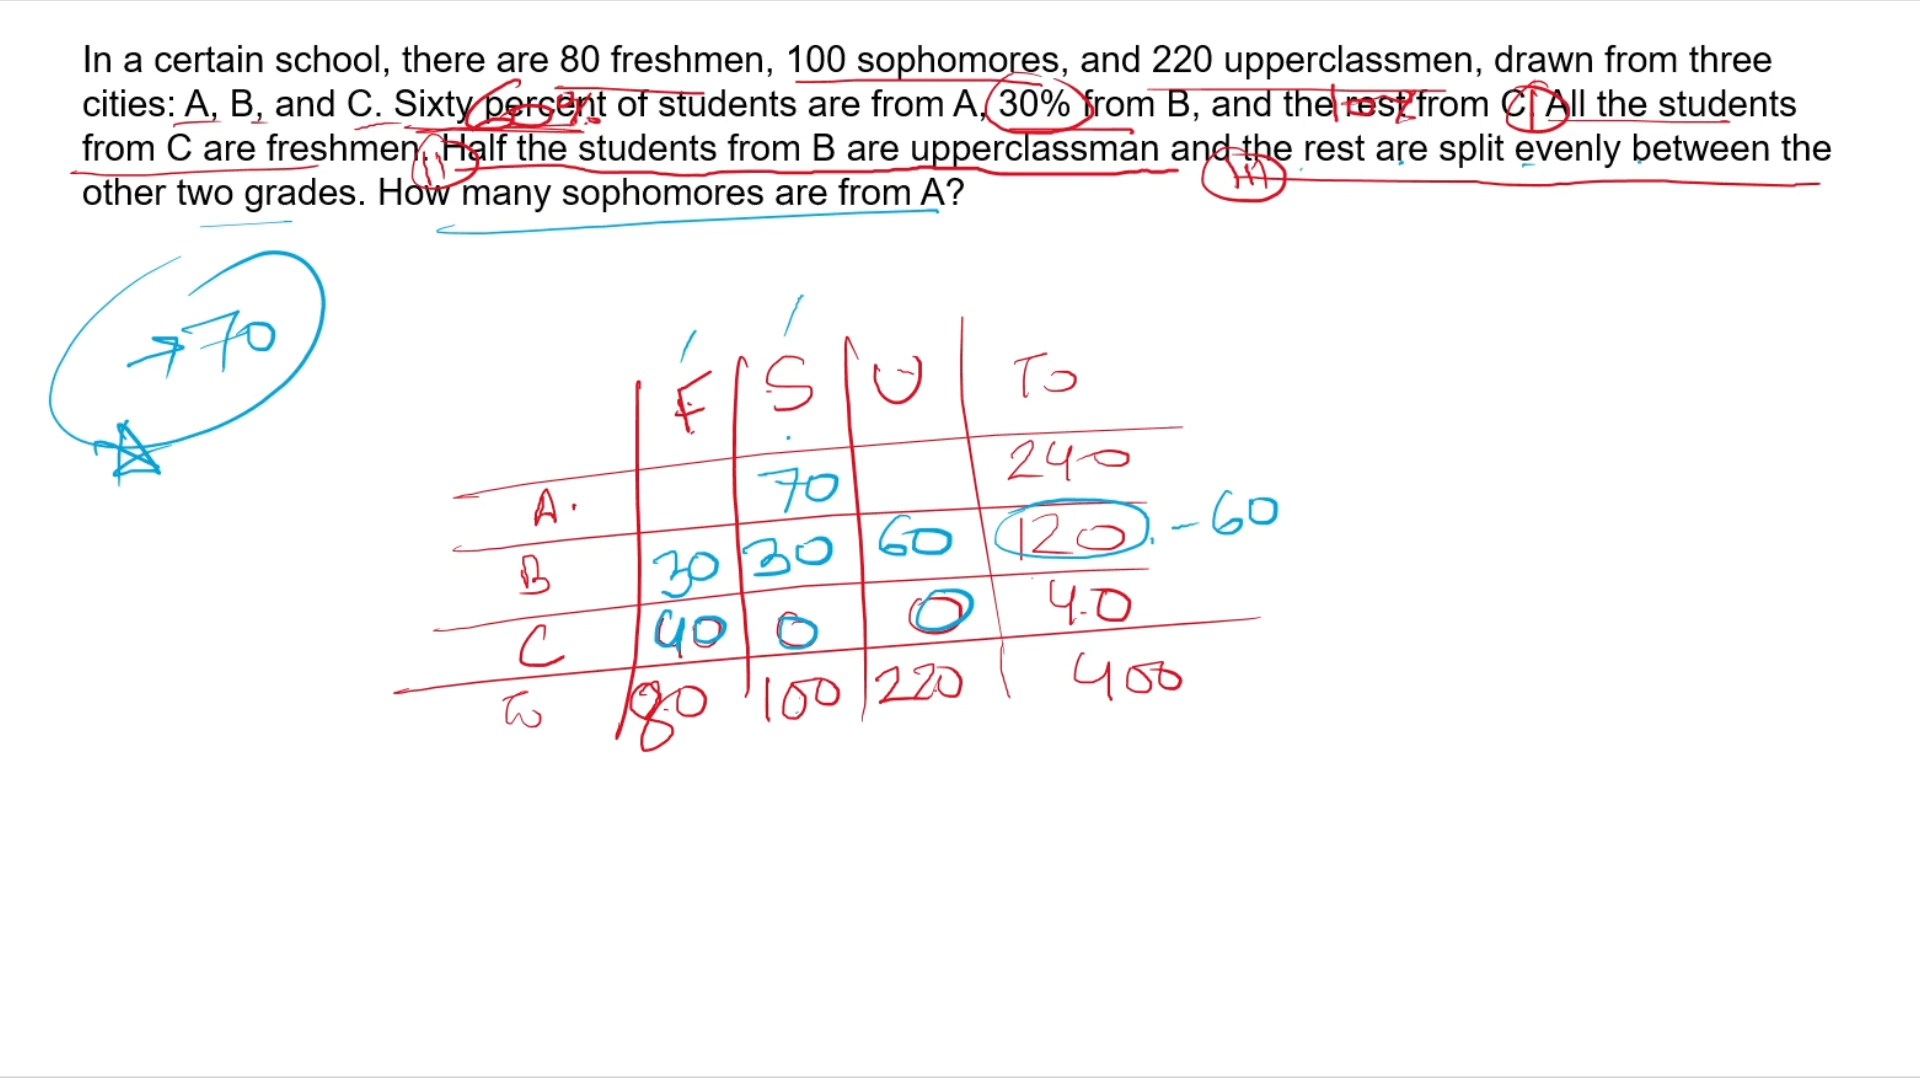 In a certain school, there are 80 freshmen, 100 sophomores, and 220 upperclassmen, drawn from three
cities: A, B, and C. Sixty percent of students are from A, 30% from B, and the rest from C. All the students
from C are freshmen. Half the students from B are upperclassman and the rest are split evenly between the
other two grades. How many sophomores are from A?
→70
F S U To
A 70 240
B 30 30 60 120 - 60
C 40 0 0 40
To 80 100 220 400